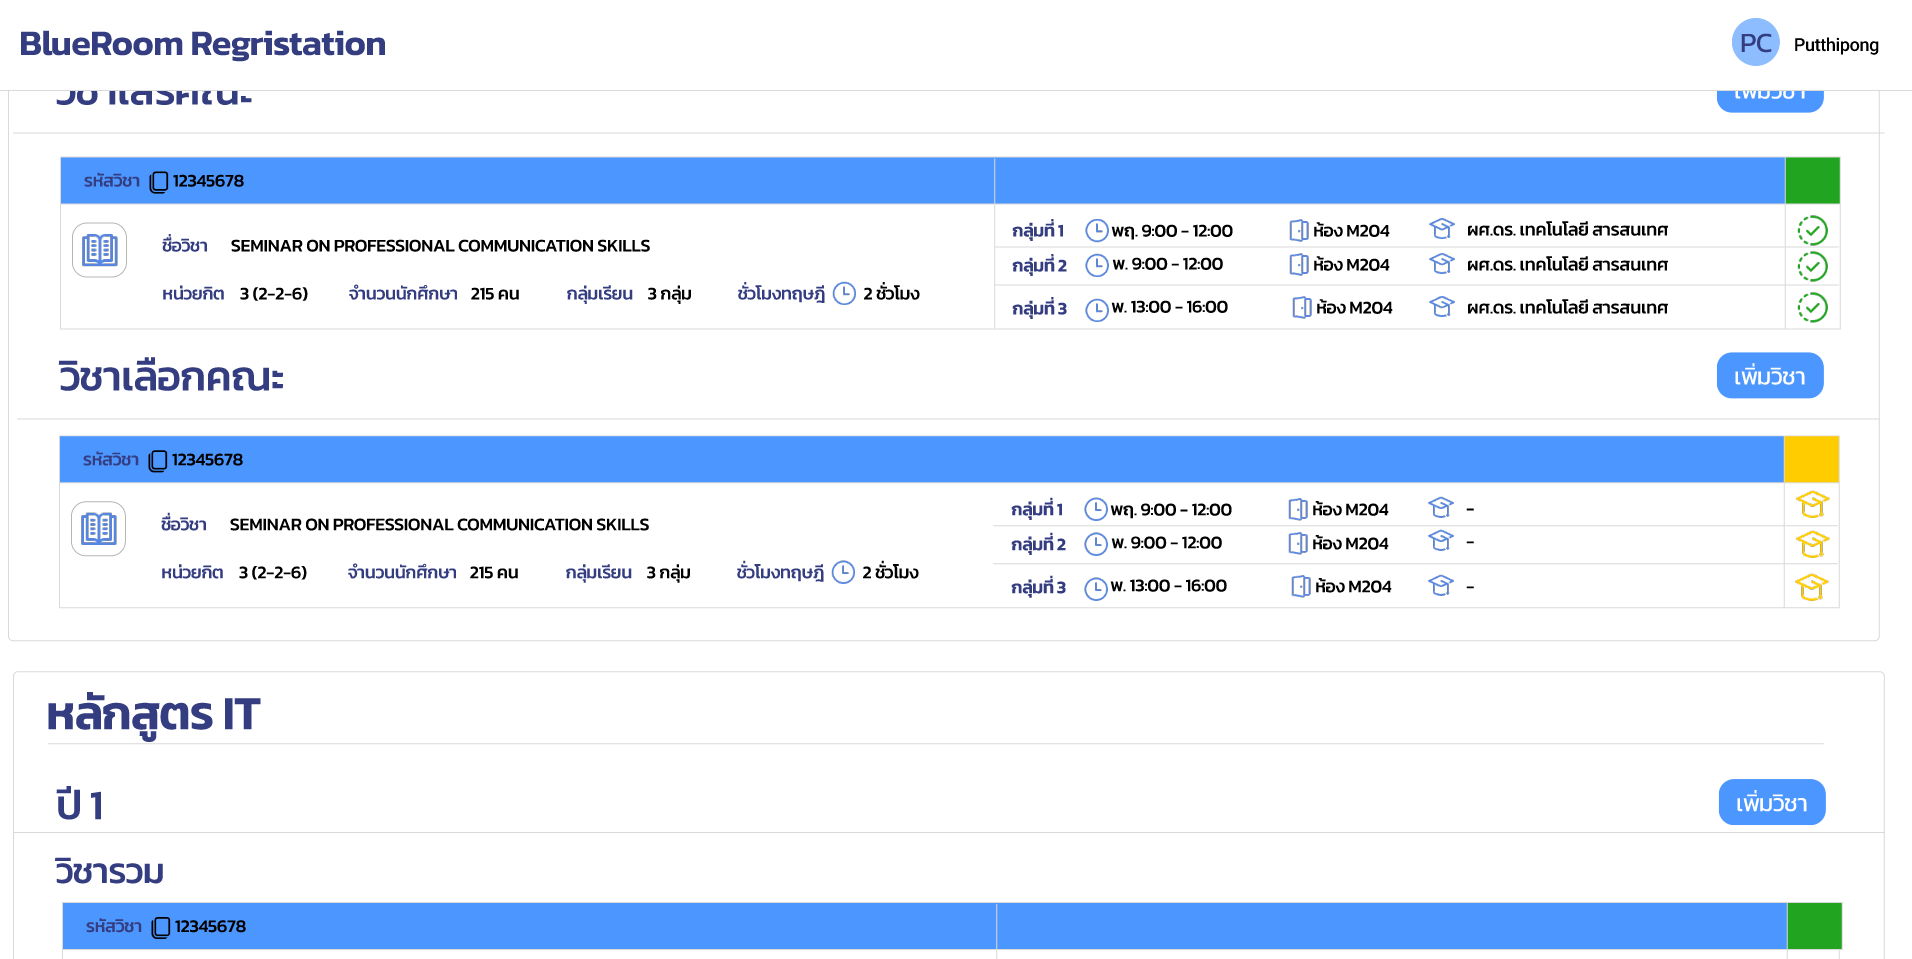 BlueRoom Regristation
PC Putthipong
วิชาเสรีคณะ เพิ่มวิชา
รหัสวิชา 12345678
ชื่อวิชา SEMINAR ON PROFESSIONAL COMMUNICATION SKILLS
หน่วยกิต 3 (2-2-6) จำนวนนักศึกษา 215 คน กลุ่มเรียน 3 กลุ่ม ชั่วโมงทฤษฎี 2 ชั่วโมง
กลุ่มที่ 1 พฤ. 9:00 - 12:00 ห้อง M204 ผศ.ดร. เทคโนโลยี สารสนเทศ
กลุ่มที่ 2 พ. 9:00 - 12:00 ห้อง M204 ผศ.ดร. เทคโนโลยี สารสนเทศ
กลุ่มที่ 3 พ. 13:00 - 16:00 ห้อง M204 ผศ.ดร. เทคโนโลยี สารสนเทศ
วิชาเลือกคณะ เพิ่มวิชา
รหัสวิชา 12345678
ชื่อวิชา SEMINAR ON PROFESSIONAL COMMUNICATION SKILLS
หน่วยกิต 3 (2-2-6) จำนวนนักศึกษา 215 คน กลุ่มเรียน 3 กลุ่ม ชั่วโมงทฤษฎี 2 ชั่วโมง
กลุ่มที่ 1 พฤ. 9:00 - 12:00 ห้อง M204 -
กลุ่มที่ 2 พ. 9:00 - 12:00 ห้อง M204 -
กลุ่มที่ 3 พ. 13:00 - 16:00 ห้อง M204 -
หลักสูตร IT
ปี 1 เพิ่มวิชา
วิชารวม
รหัสวิชา 12345678